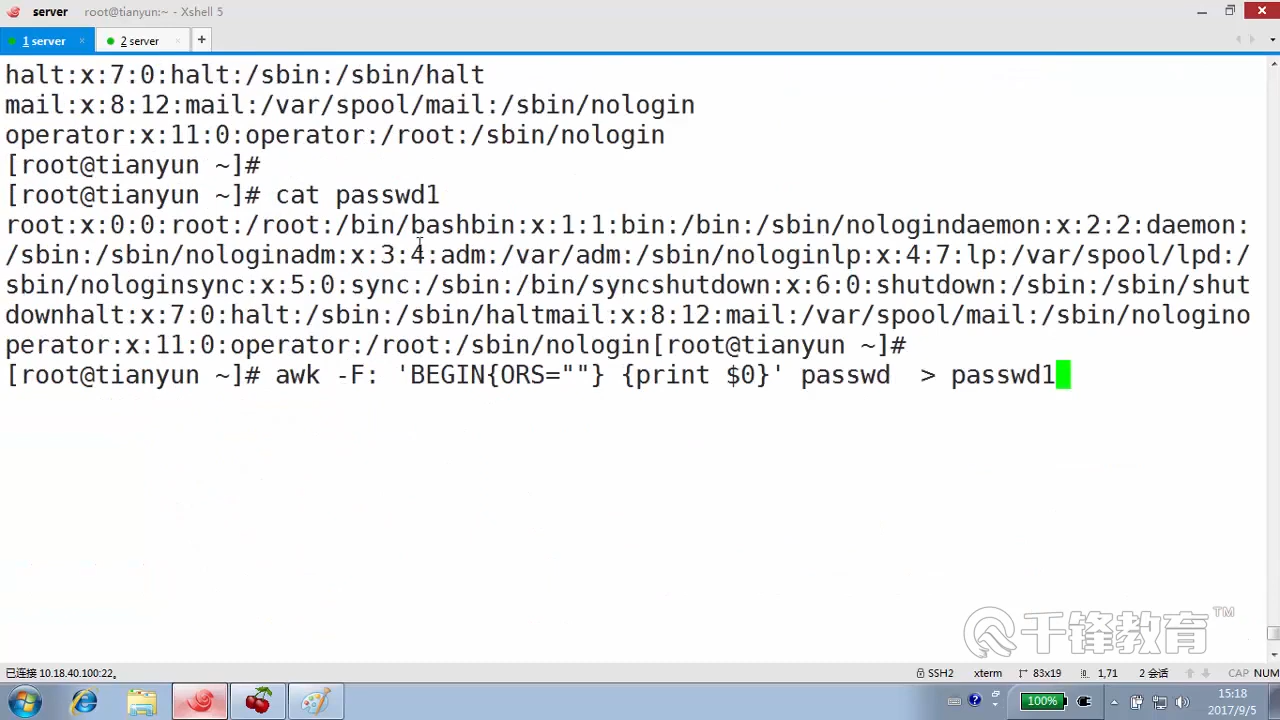 server root@tianyun:~ - Xshell 5
1 server
2 server
halt:x:7:0:halt:/sbin:/sbin/halt
mail:x:8:12:mail:/var/spool/mail:/sbin/nologin
operator:x:11:0:operator:/root:/sbin/nologin
[root@tianyun ~]#
[root@tianyun ~]# cat passwd1
root:x:0:0:root:/root:/bin/bashbin:x:1:1:bin:/bin:/sbin/nologindaemon:x:2:2:daemon:
/sbin:/sbin/nologinadm:x:3:4:adm:/var/adm:/sbin/nologinlp:x:4:7:lp:/var/spool/lpd:/
sbin/nologinsync:x:5:0:sync:/sbin:/bin/syncshutdown:x:6:0:shutdown:/sbin:/sbin/shut
downhalt:x:7:0:halt:/sbin:/sbin/haltmail:x:8:12:mail:/var/spool/mail:/sbin/nologino
perator:x:11:0:operator:/root:/sbin/nologin[root@tianyun ~]#
[root@tianyun ~]# awk -F: 'BEGIN{ORS=""} {print $0}' passwd  > passwd1
千锋教育™
已连接 10.18.40.100:22。
SSH2 xterm 83x19 1,71 2 会话 CAP NUM
100%
15:18
2017/9/5